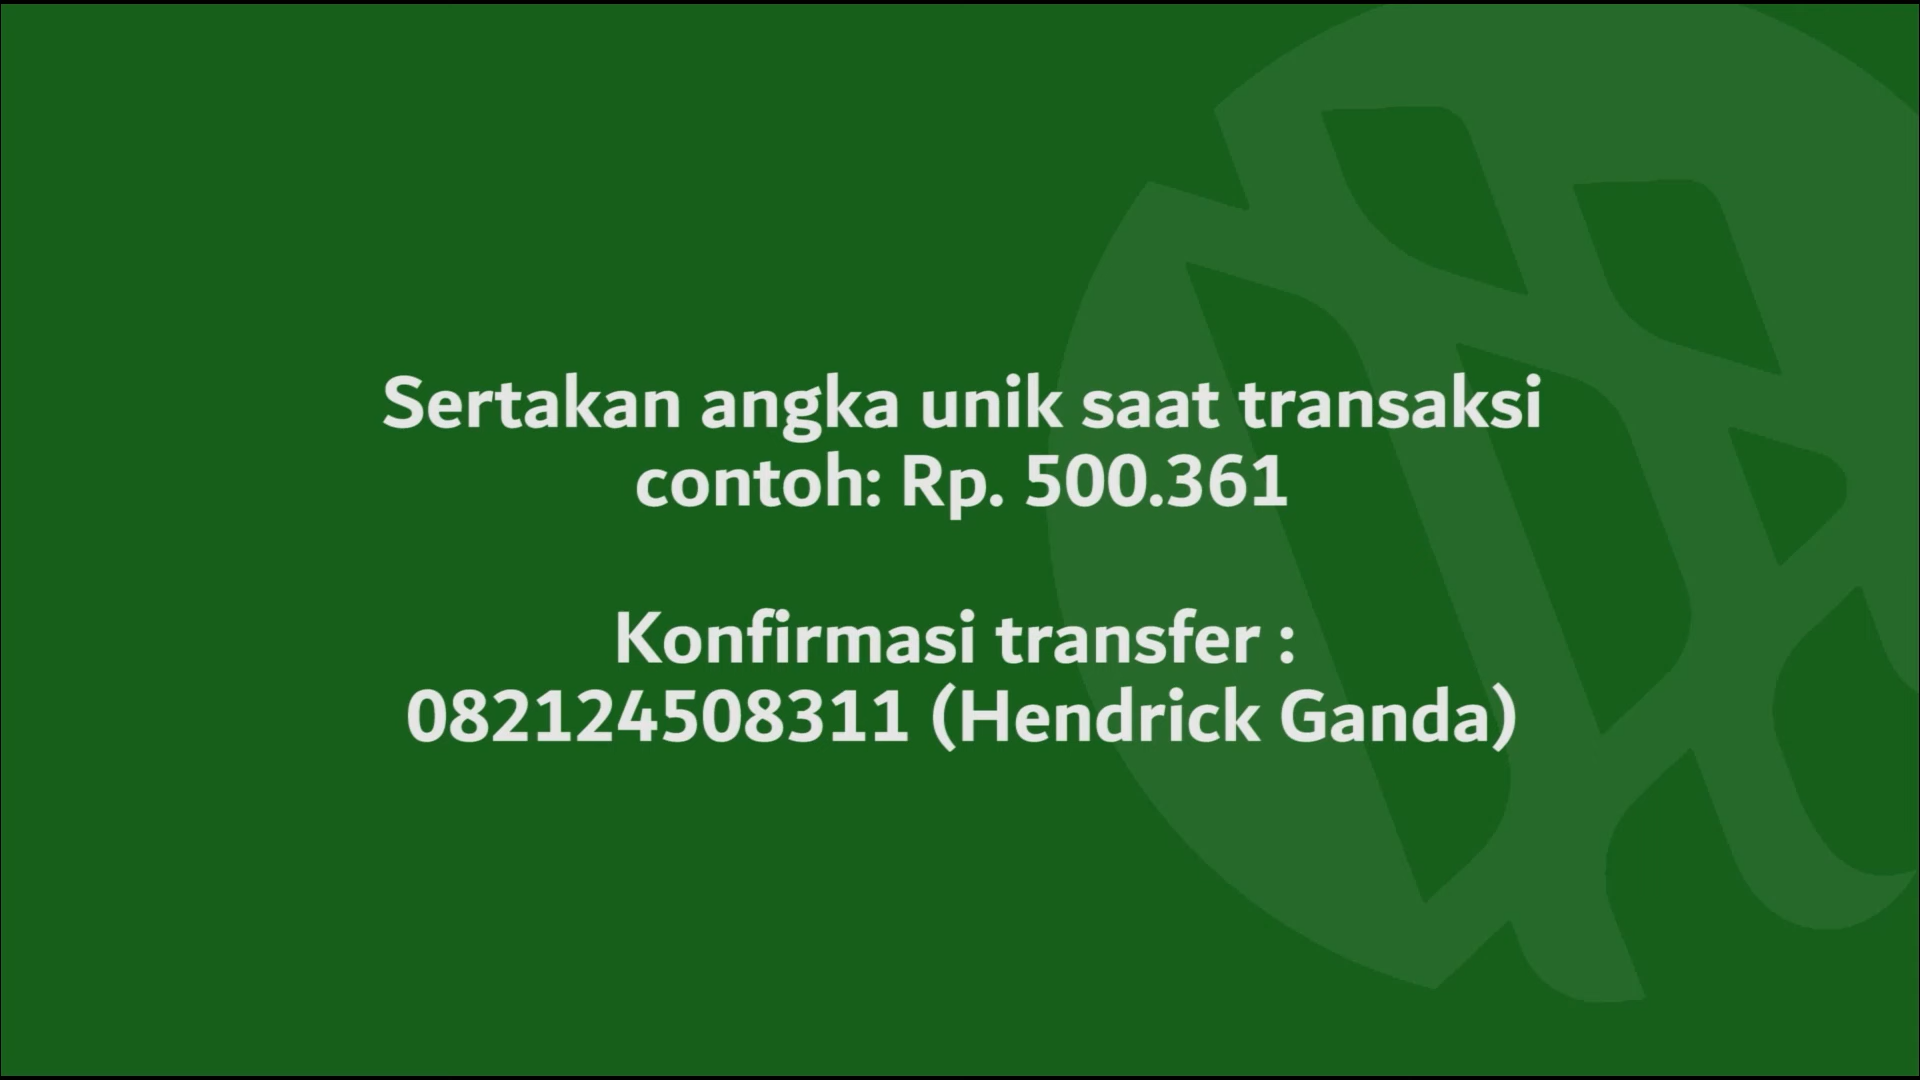 Sertakan angka unik saat transaksi
contoh: Rp. 500.361
Konfirmasi transfer :
082124508311 (Hendrick Ganda)